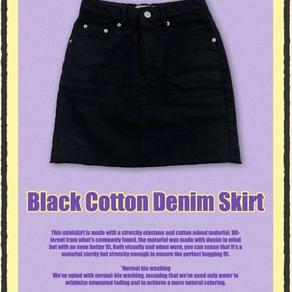 Black Cotton Denim Skirt
This miniskirt is made with a stretchy elastane and cotton mixed material. Dif-
ferent from what's commonly found, the material was made with denim in mind
but with an even better fit. Both visually and when worn, you can sense that it's a
material sturdy but stretchy enough to ensure the perfect hugging fit.
*Normal bio washing
We've opted with normal-bio washing, meaning that we've used only water to
minimize unwanted fading and to achieve a more natural coloring.